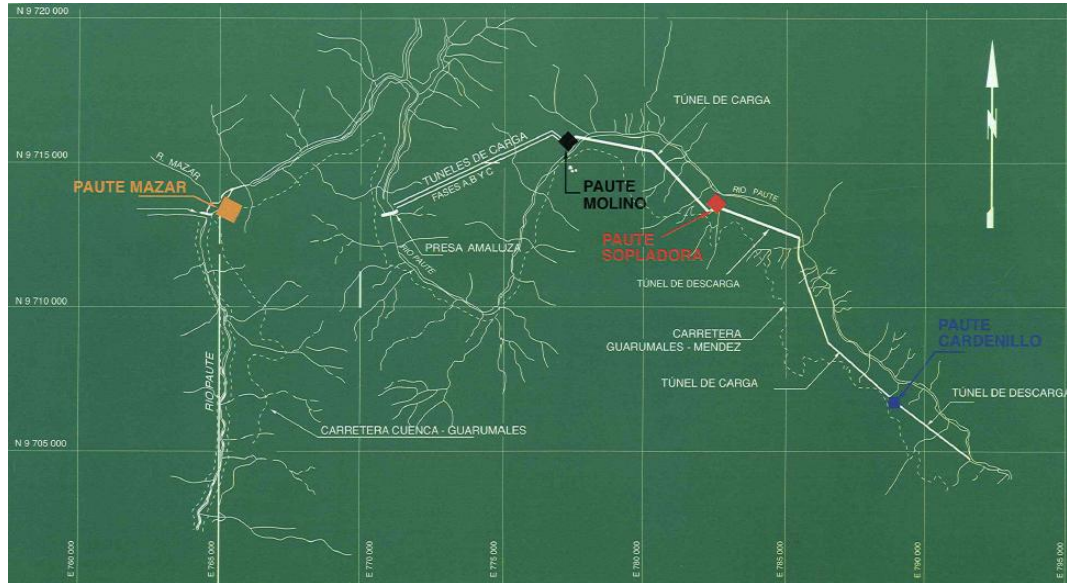 N 9 720 000
N 9 715 000
N 9 710 000
N 9 705 000
R. MAZAR
PAUTE MAZAR
TUNELES DE CARGA
FASES A,B Y C
TÚNEL DE CARGA
PAUTE
MOLINO
RIO PAUTE
PAUTE
SOPLADORA
PRESA AMALUZA
RIO PAUTE
TÚNEL DE DESCARGA
CARRETERA
GUARUMALES - MENDEZ
PAUTE
CARDENILLO
RIO PAUTE
TÚNEL DE CARGA
TÚNEL DE DESCARGA
CARRETERA CUENCA - GUARUMALES
N
E 760 000
E 765 000
E 770 000
E 775 000
E 780 000
E 785 000
E 790 000
E 795 000